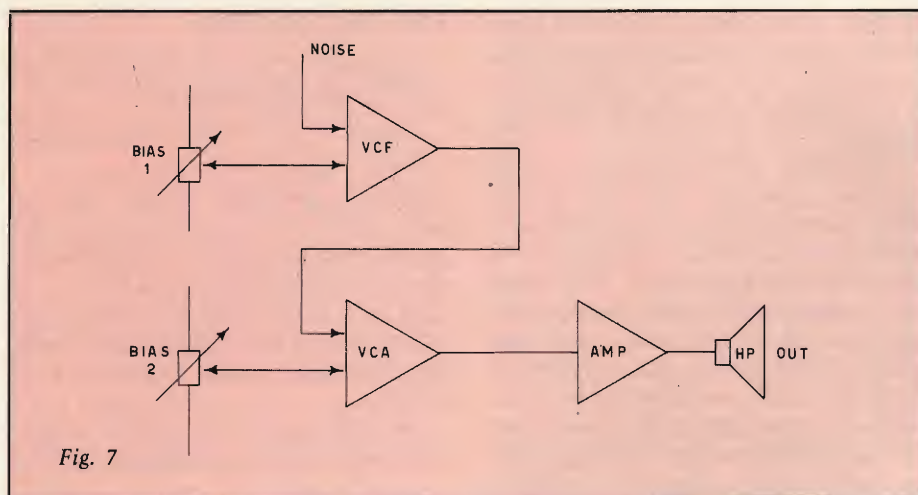 NOISE
BIAS
1
VCF
BIAS
2
VCA
AMP
HP
OUT
Fig. 7